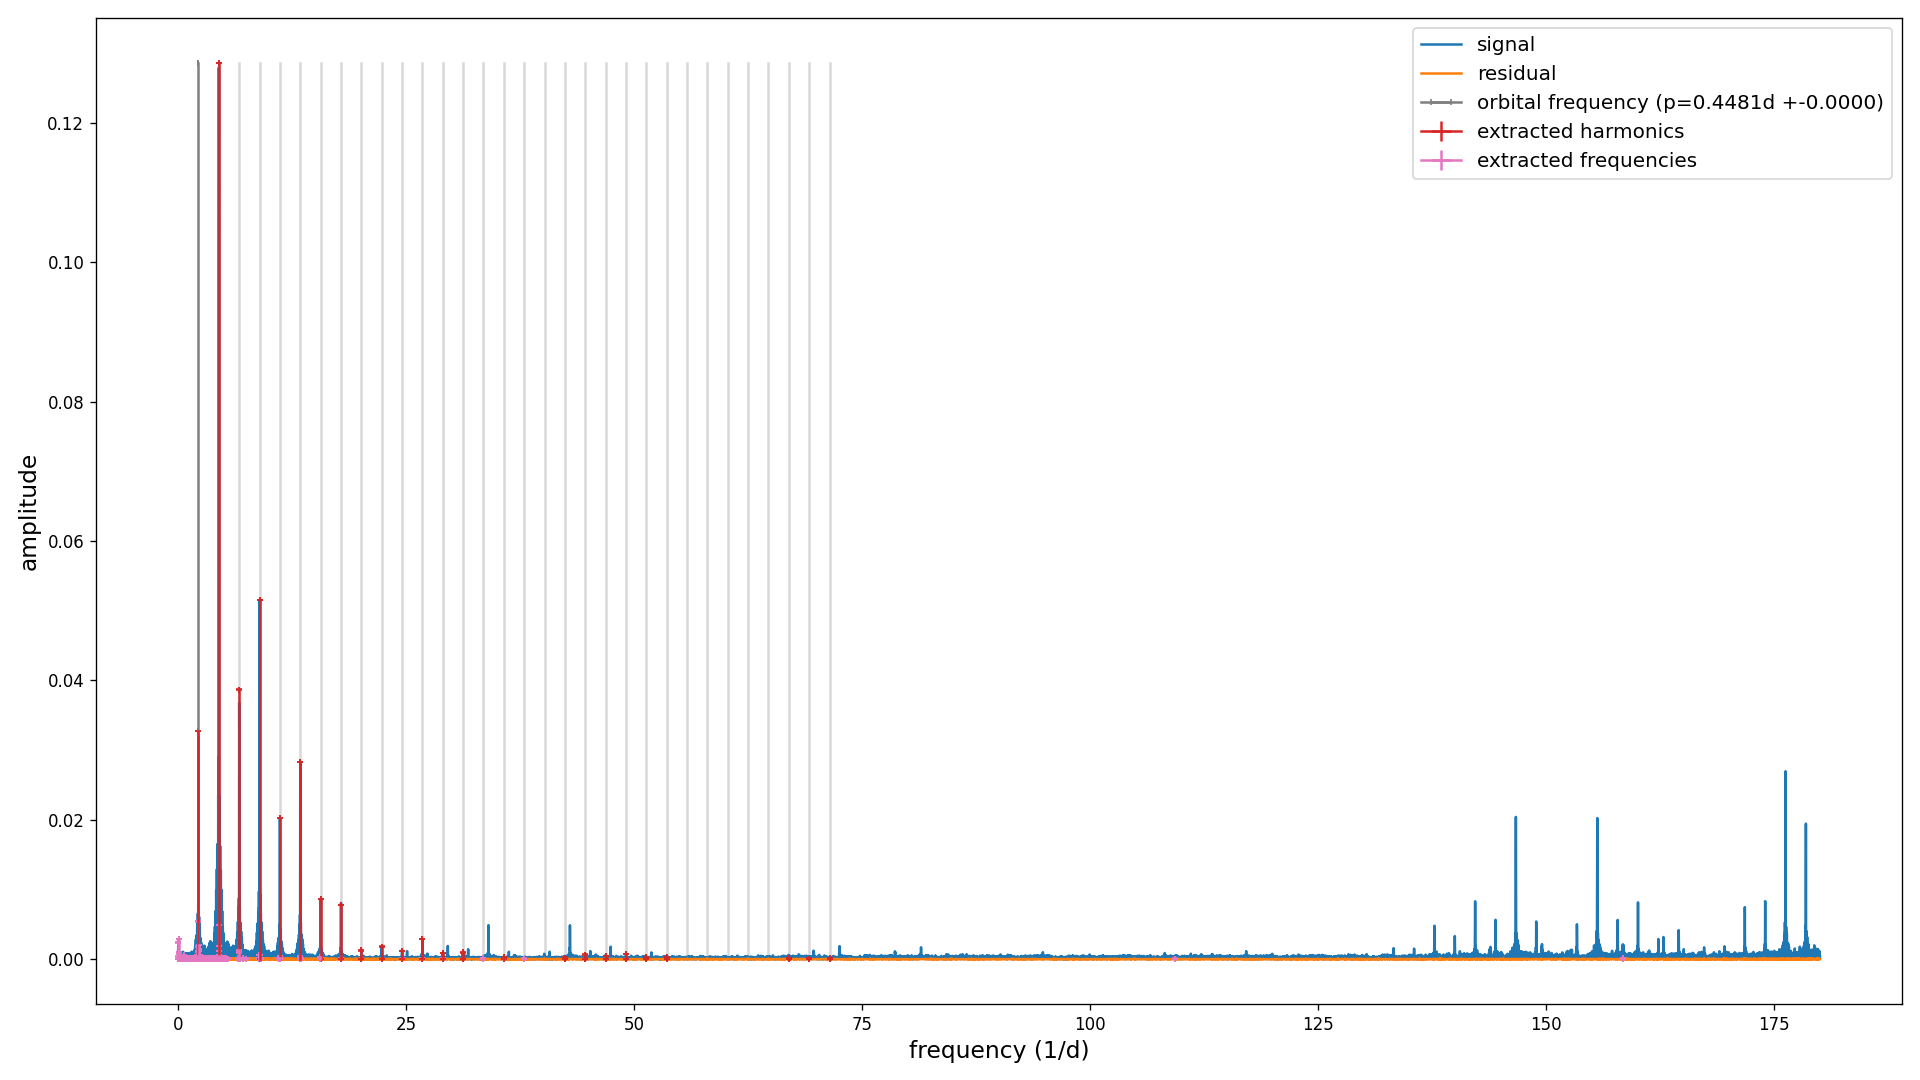 signal
residual
orbital frequency (p=0.4481d +-0.0000)
extracted harmonics
extracted frequencies
0.12
0.10
0.08
0.06
0.04
0.02
0.00
amplitude
0 25 50 75 100 125 150 175
frequency (1/d)